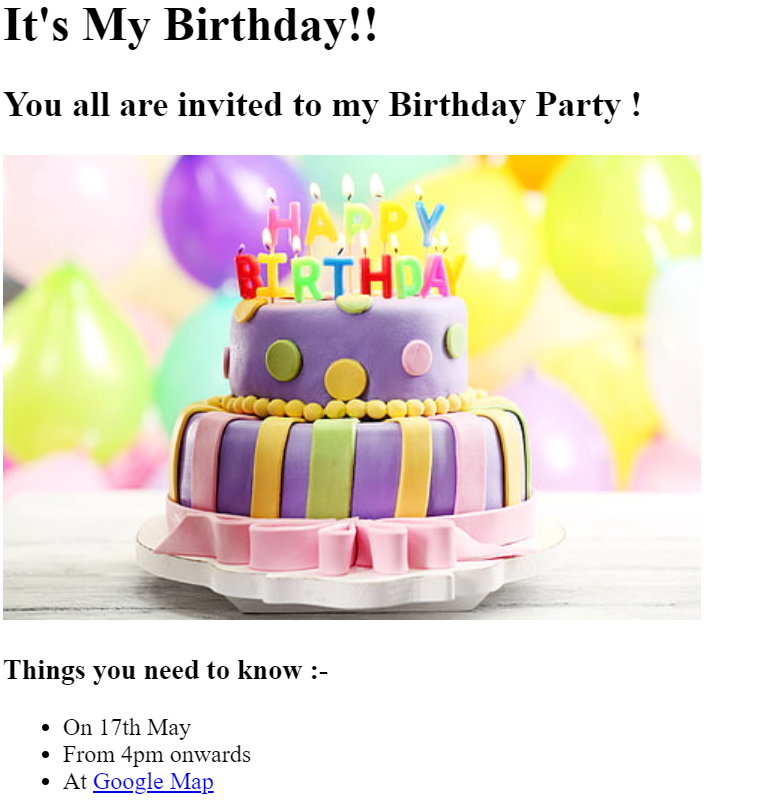 It's My Birthday!!
You all are invited to my Birthday Party !
HAPPY
BIRTHDAY
Things you need to know :-
On 17th May
From 4pm onwards
At Google Map